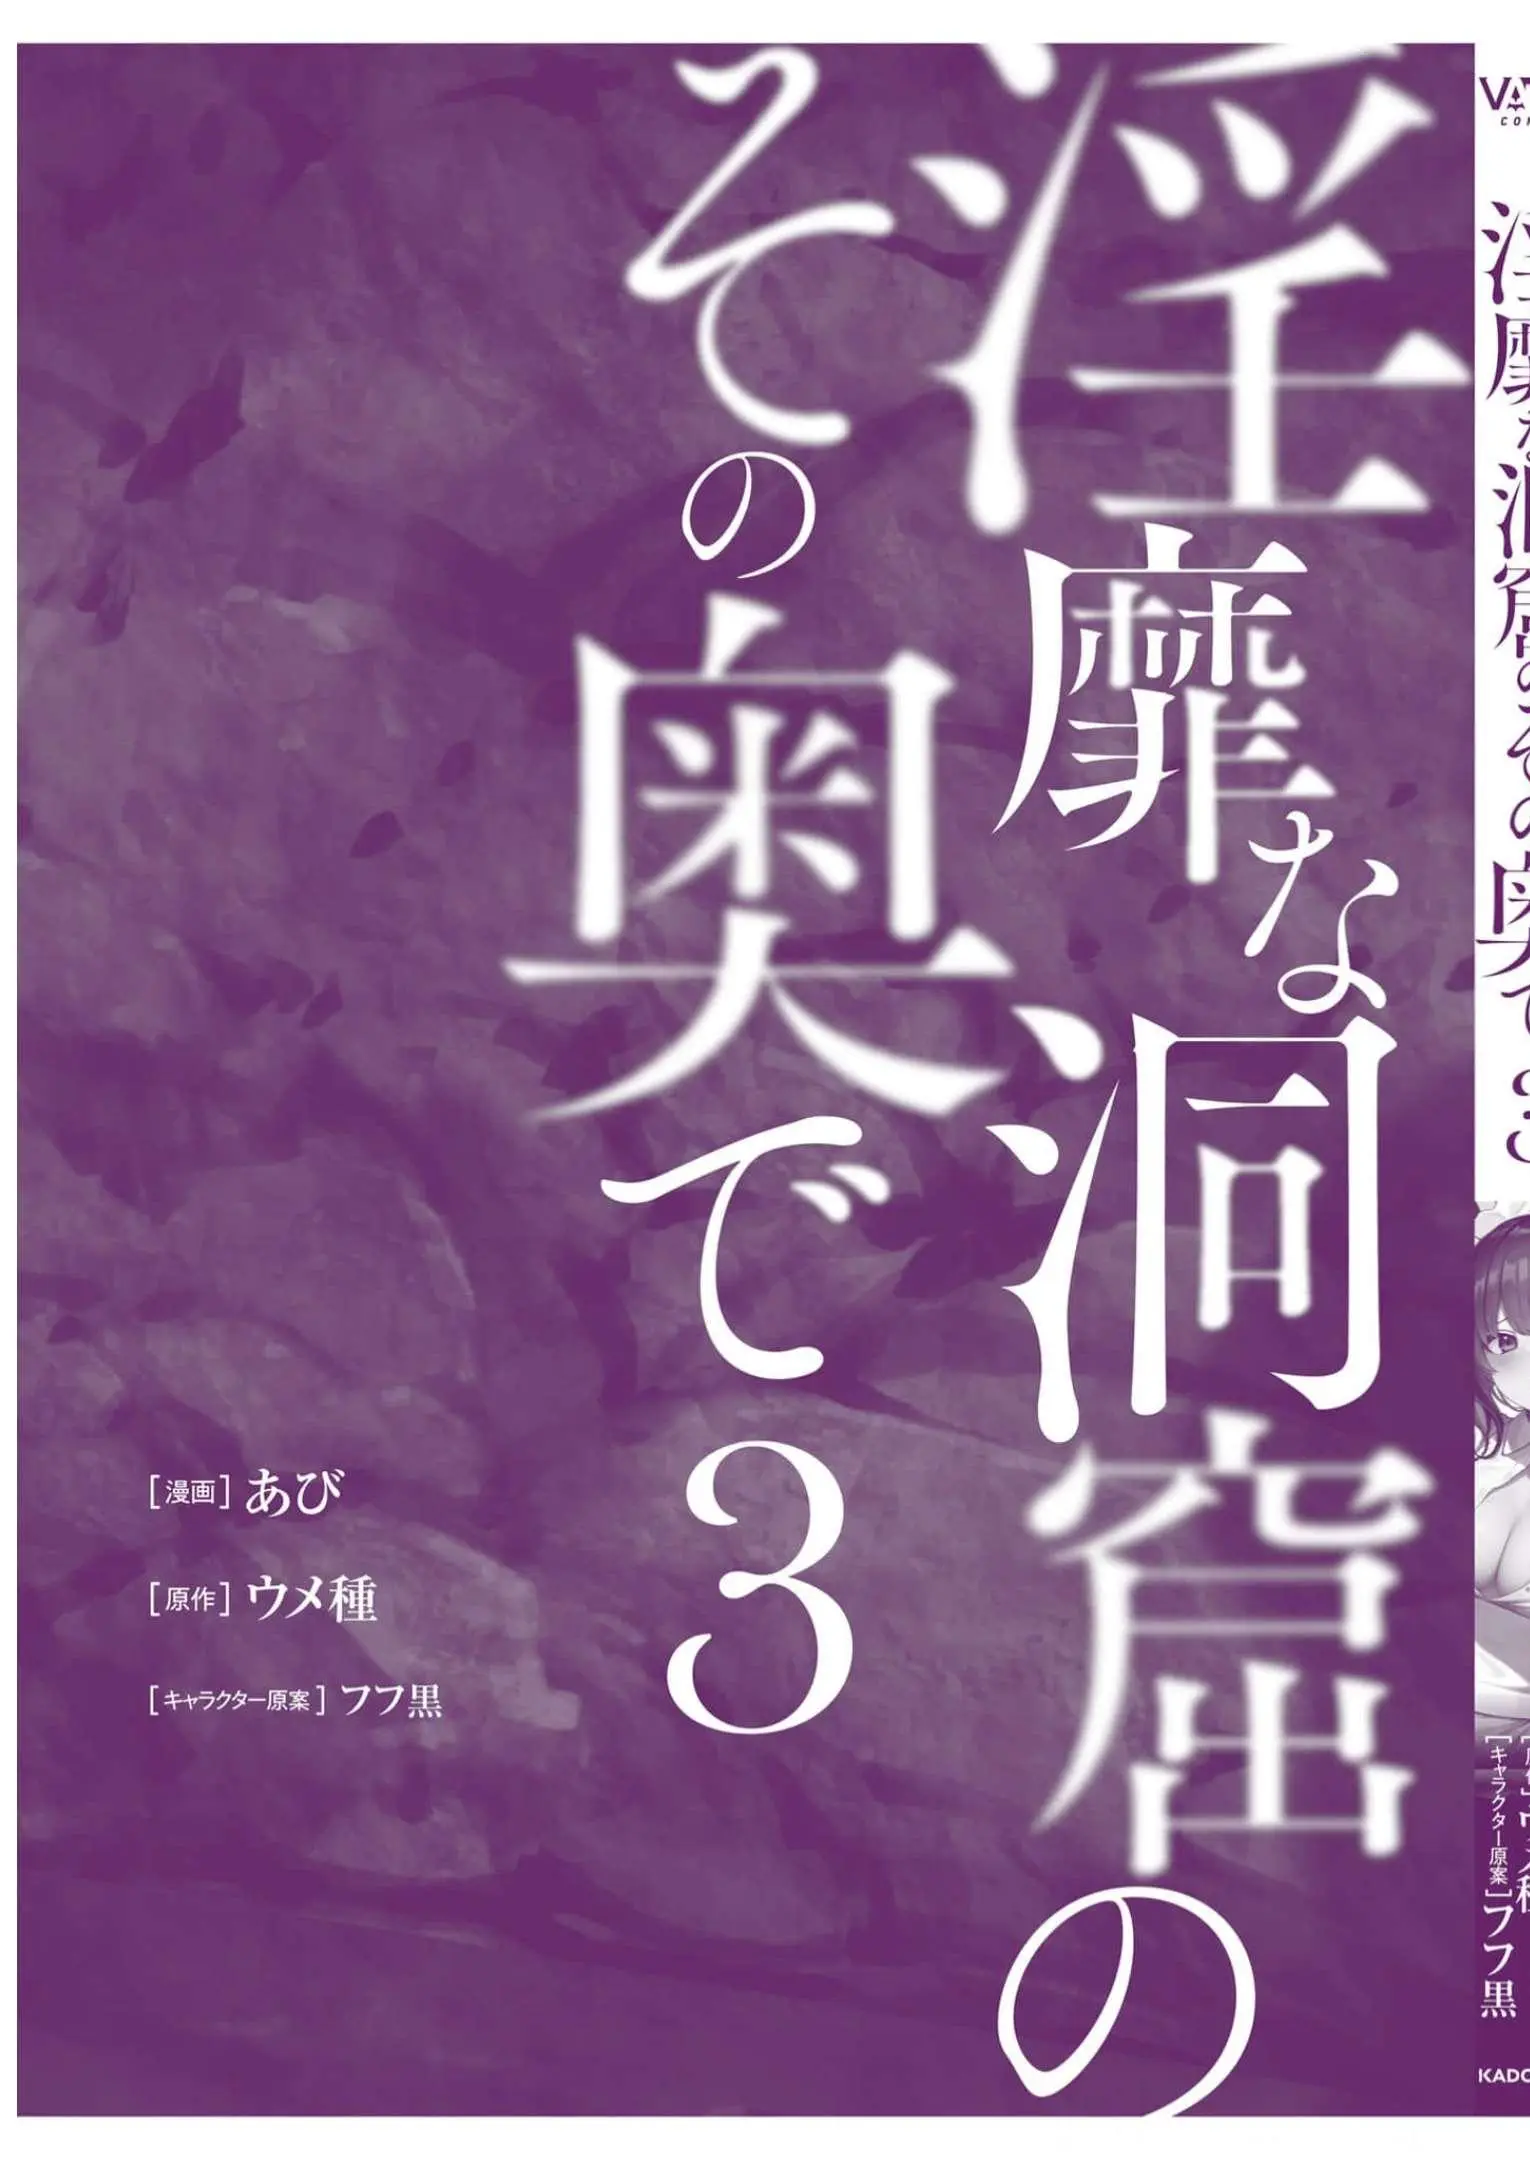 淫靡な洞窟の
その奥で 3
[漫画] あび
[原作] ウメ種
[キャラクター原案] フフ黒
淫靡な洞窟のその奥で 3
[キャラクター原案] フフ黒